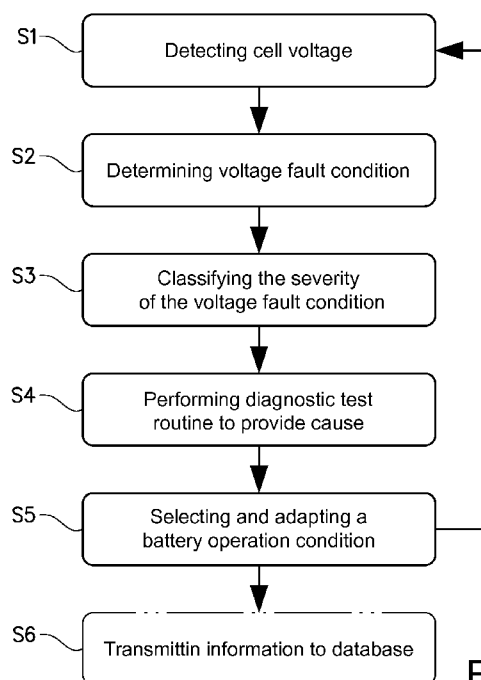 S1
Detecting cell voltage
S2
Determining voltage fault condition
S3
Classifying the severity
of the voltage fault condition
S4
Performing diagnostic test
routine to provide cause
S5
Selecting and adapting a
battery operation condition
S6
Transmittin information to database